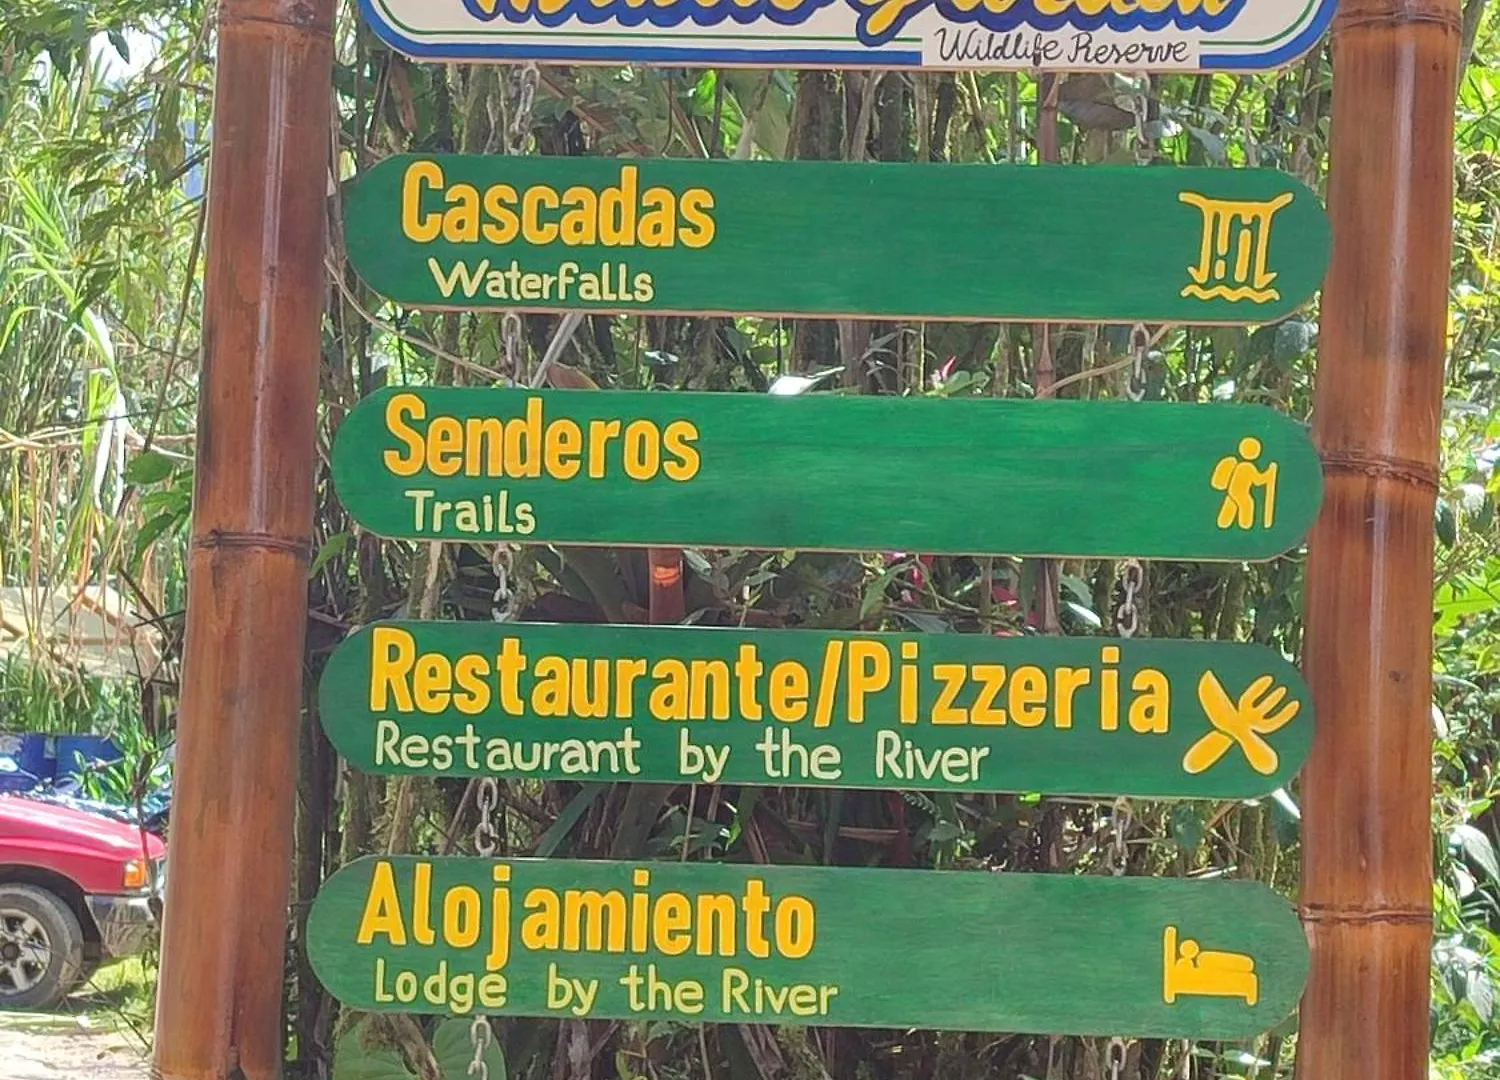 Wildlife Reserve
Cascadas
Waterfalls
Senderos
Trails
Restaurante/Pizzeria
Restaurant by the River
Alojamiento
Lodge by the River